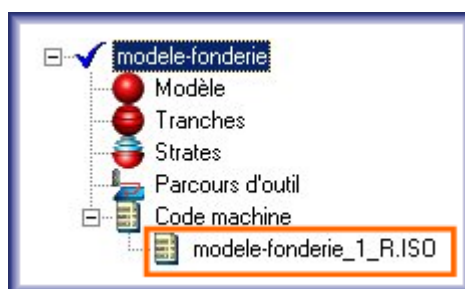 modele-fonderie
Modèle
Tranches
Strates
Parcours d'outil
Code machine
modele-fonderie_1_R.ISO